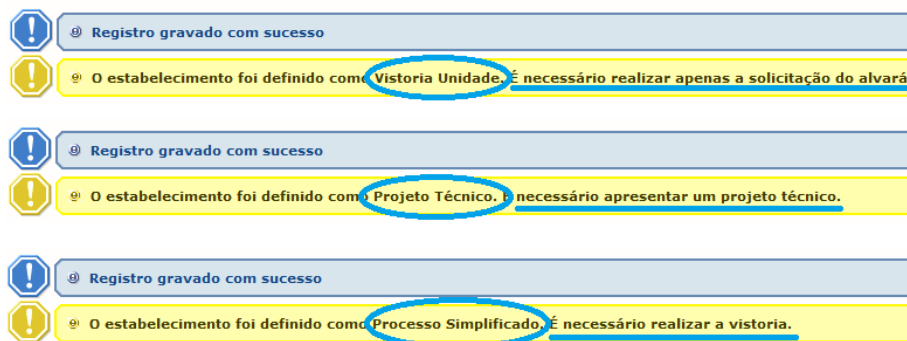 Registro gravado com sucesso
O estabelecimento foi definido como Vistoria Unidade. É necessário realizar apenas a solicitação do alvará
Registro gravado com sucesso
O estabelecimento foi definido como Projeto Técnico. É necessário apresentar um projeto técnico.
Registro gravado com sucesso
O estabelecimento foi definido como Processo Simplificado. É necessário realizar a vistoria.